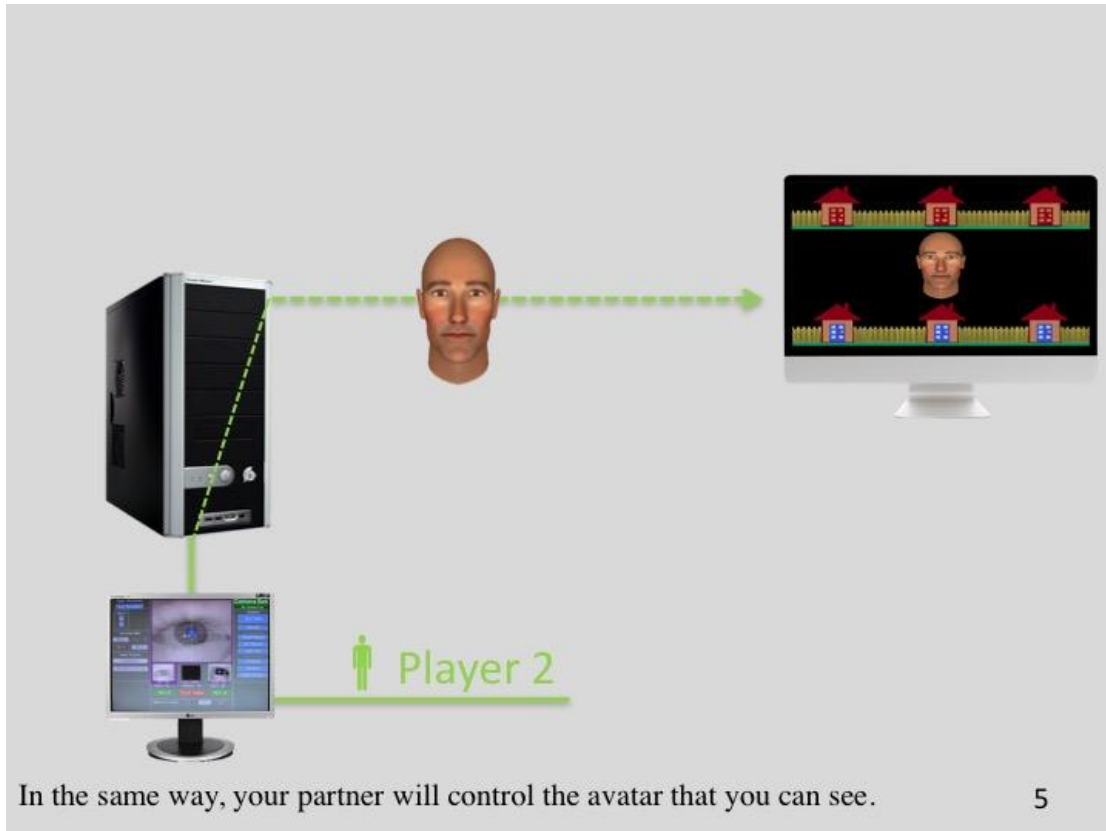 Player 2
In the same way, your partner will control the avatar that you can see.
5